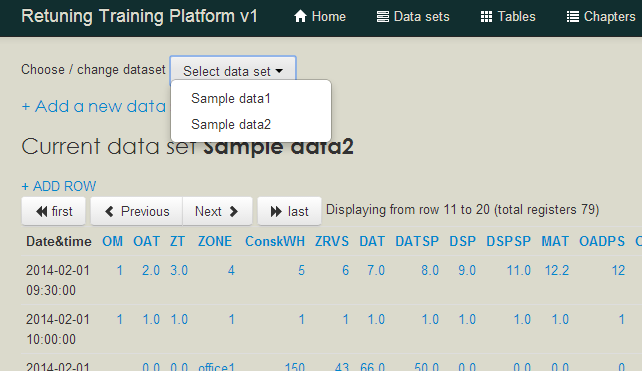 Retuning Training Platform v1 Home Data sets Tables Chapters
Choose / change dataset Select data set
Sample data1
+ Add a new data
Sample data2
Current data set Sample data2
+ ADD ROW
first Previous Next last Displaying from row 11 to 20 (total registers 79)
Date&time OM OAT ZT ZONE ConskWH ZRVS DAT DATSP DSP DSPSP MAT OADPS
2014-02-01 1 2.0 3.0 4 5 6 7.0 8.0 9.0 11.0 12.2 12
09:30:00
2014-02-01 1 1.0 1.0 1 1 1 1.0 1.0 1.0 1.0 1.0 1
10:00:00
2014-02-01 0.0 0.0 office1 150 43 66.0 50.0 0.0 0.0 0.0 0